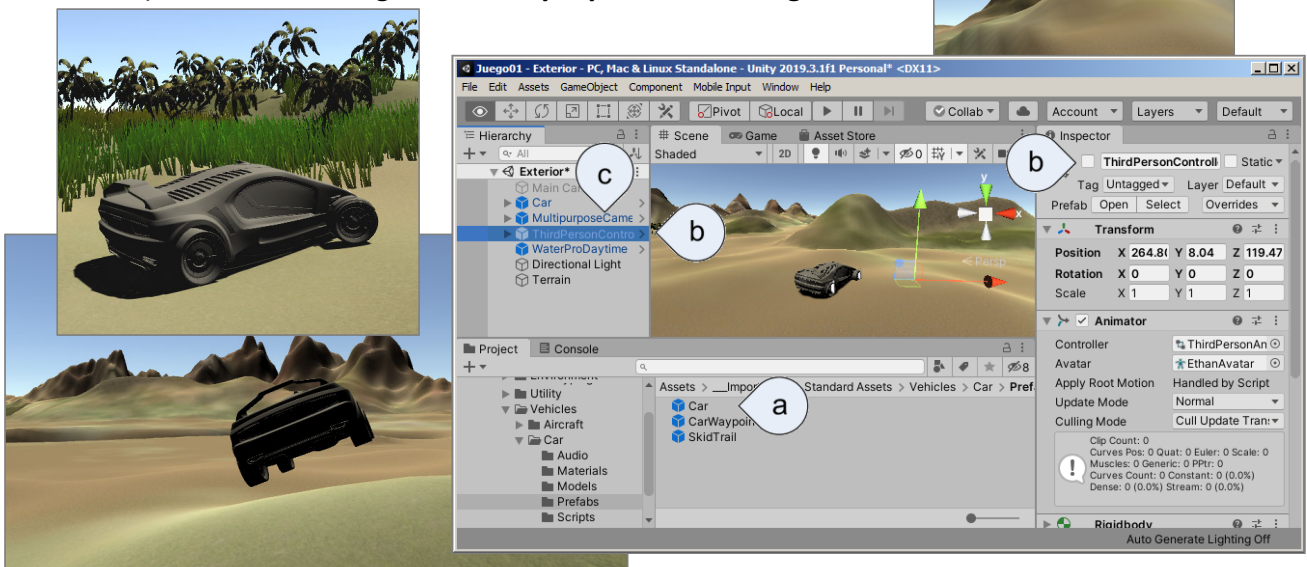 Juego01 - Exterior - PC, Mac & Linux Standalone - Unity 2019.3.1f1 Personal* <DX11>
File Edit Assets GameObject Component Mobile Input Window Help
Pivot Local Collab Account Layers Default
Hierarchy
All
Exterior*
Main Ca
Car
MultipurposeCame
ThirdPersonContro
WaterProDaytime
Directional Light
Terrain
c
b
Scene Game Asset Store
Shaded 2D 0
y
x
Persp
Inspector
b
ThirdPersonControll Static
Tag Untagged Layer Default
Prefab Open Select Overrides
Transform
Position X 264.8 Y 8.04 Z 119.47
Rotation X 0 Y 0 Z 0
Scale X 1 Y 1 Z 1
Animator
Controller ThirdPersonAn
Avatar EthanAvatar
Apply Root Motion Handled by Script
Update Mode Normal
Culling Mode Cull Update Tran
Clip Count: 0
Curves Pos: 0 Quat: 0 Euler: 0 Scale: 0
Muscles: 0 Generic: 0 PPtr: 0
Curves Count: 0 Constant: 0 (0.0%)
Dense: 0 (0.0%) Stream: 0 (0.0%)
Rigidbody
Project Console
8
Utility
Vehicles
Aircraft
Car
Audio
Materials
Models
Prefabs
Scripts
Assets > __Impor Standard Assets > Vehicles > Car > Pref
Car
CarWaypoin
SkidTrail
a
Auto Generate Lighting Off